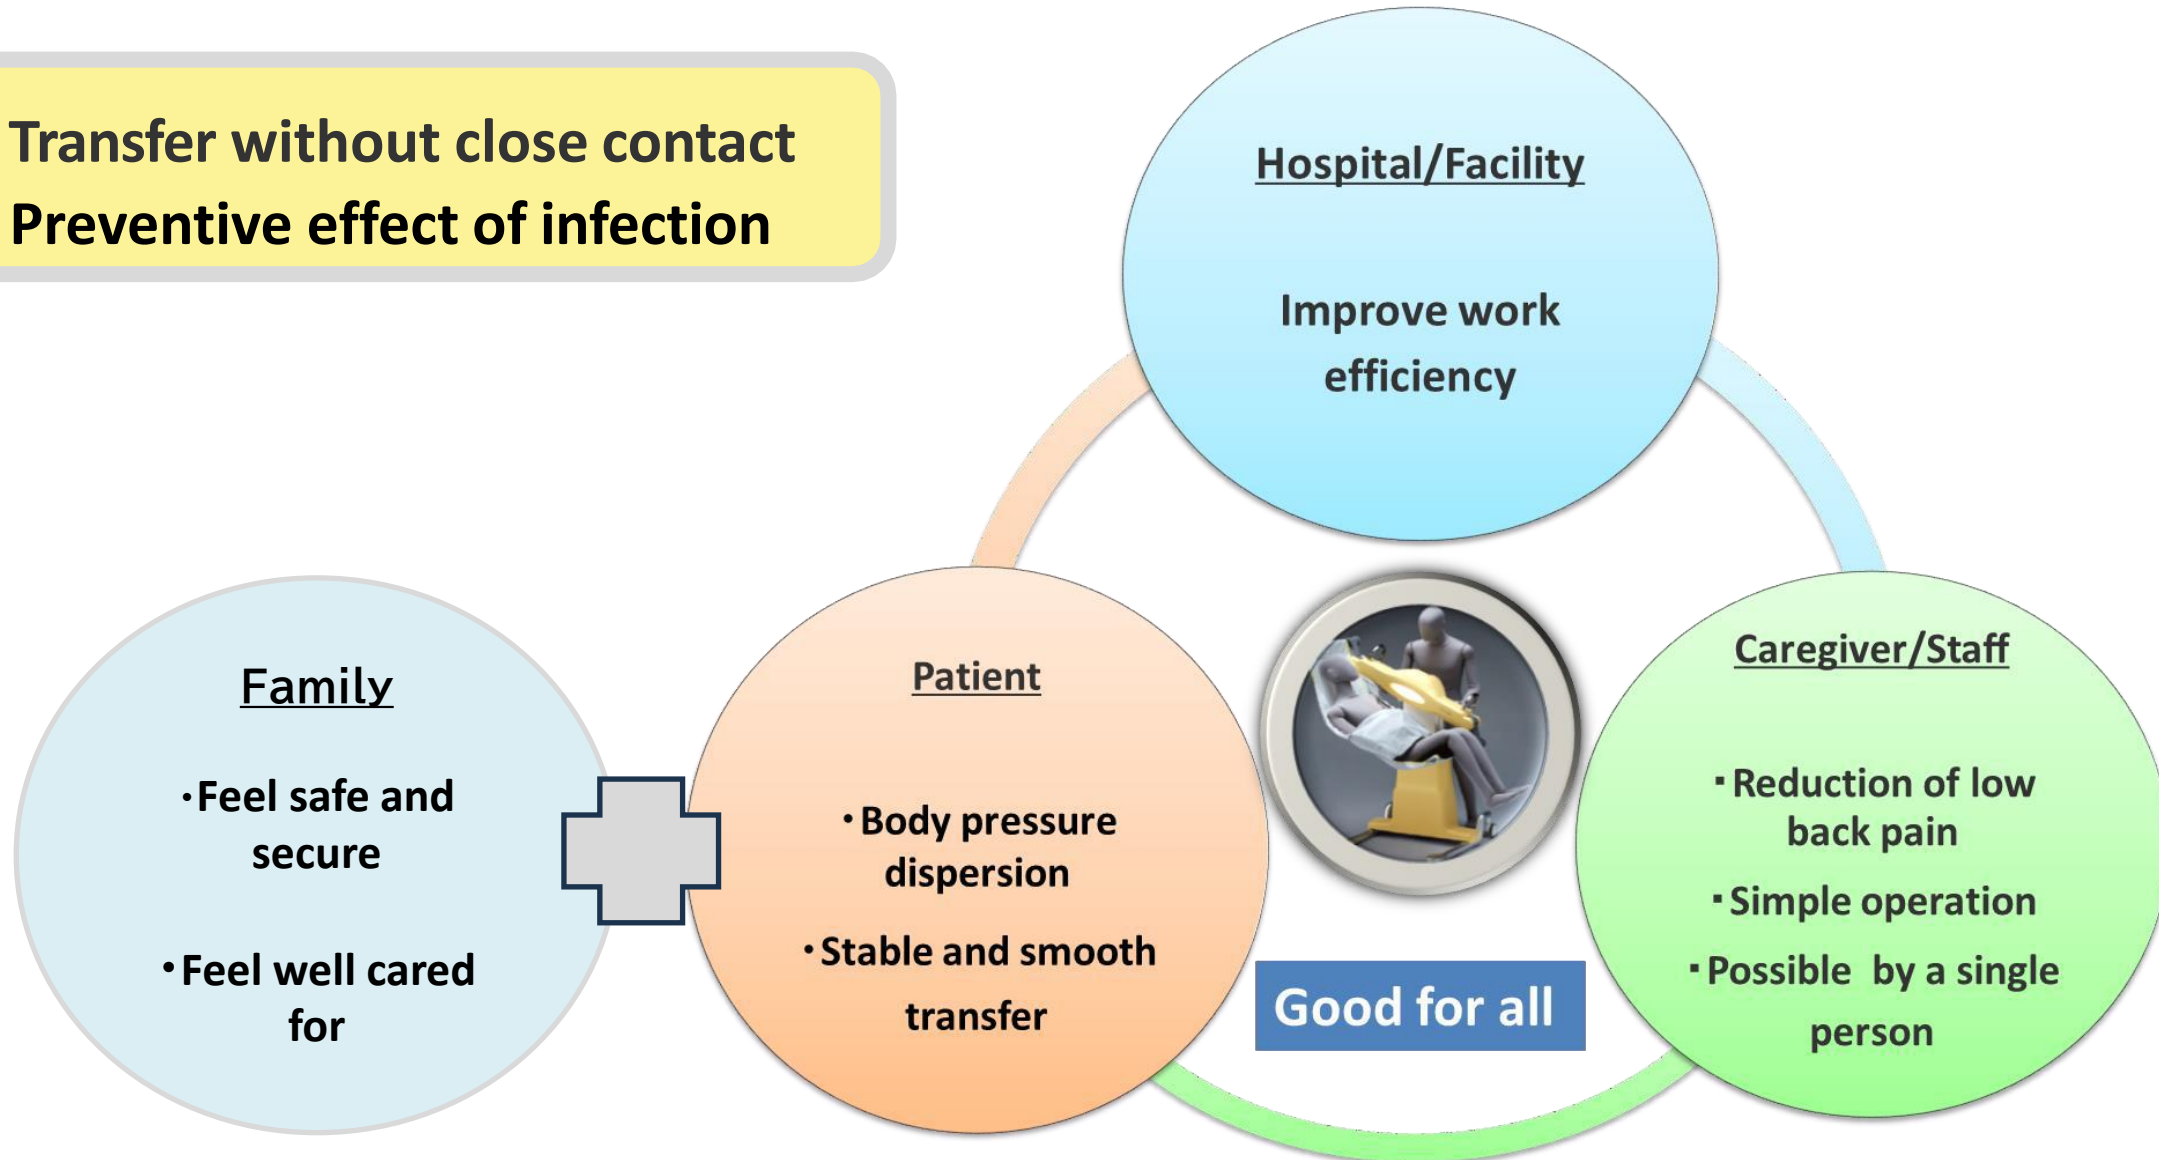 Transfer without close contact
Preventive effect of infection
Hospital/Facility
Improve work
efficiency
Family
・Feel safe and
secure
・Feel well cared
for
Patient
・Body pressure
dispersion
・Stable and smooth
transfer
Good for all
Caregiver/Staff
▪Reduction of low
back pain
▪Simple operation
▪Possible  by a single
person